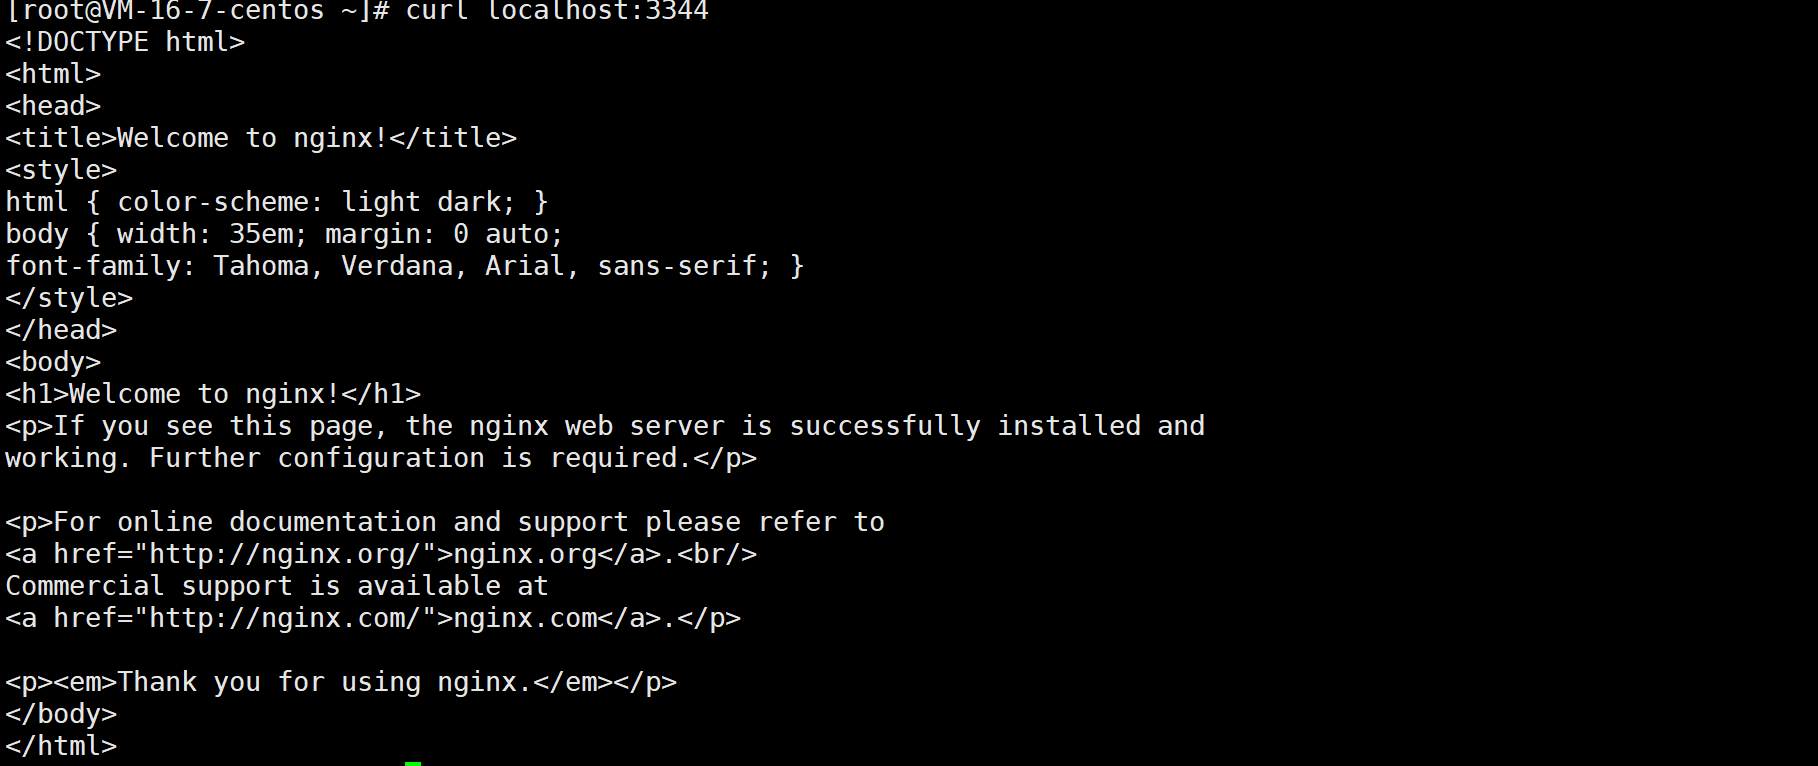 [root@VM-16-7-centos ~]# curl localhost:3344
<!DOCTYPE html>
<html>
<head>
<title>Welcome to nginx!</title>
<style>
html { color-scheme: light dark; }
body { width: 35em; margin: 0 auto;
font-family: Tahoma, Verdana, Arial, sans-serif; }
</style>
</head>
<body>
<h1>Welcome to nginx!</h1>
<p>If you see this page, the nginx web server is successfully installed and
working. Further configuration is required.</p>

<p>For online documentation and support please refer to
<a href="http://nginx.org/">nginx.org</a>.<br/>
Commercial support is available at
<a href="http://nginx.com/">nginx.com</a>.</p>

<p><em>Thank you for using nginx.</em></p>
</body>
</html>